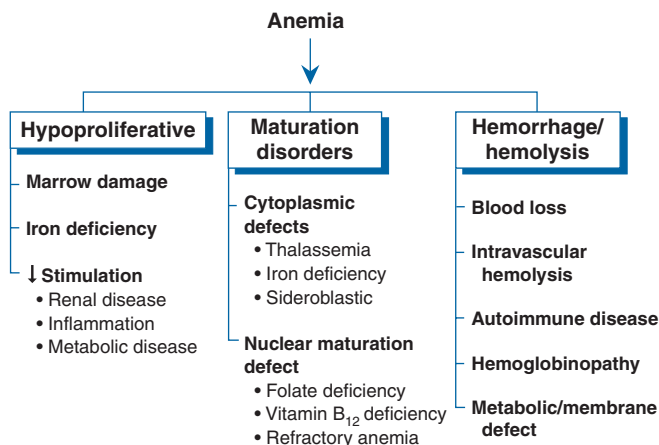 Anemia
Hypoproliferative
Marrow damage
Iron deficiency
↓ Stimulation
• Renal disease
• Inflammation
• Metabolic disease
Maturation
disorders
Cytoplasmic
defects
• Thalassemia
• Iron deficiency
• Sideroblastic
Nuclear maturation
defect
• Folate deficiency
• Vitamin B12 deficiency
• Refractory anemia
Hemorrhage/
hemolysis
Blood loss
Intravascular
hemolysis
Autoimmune disease
Hemoglobinopathy
Metabolic/membrane
defect